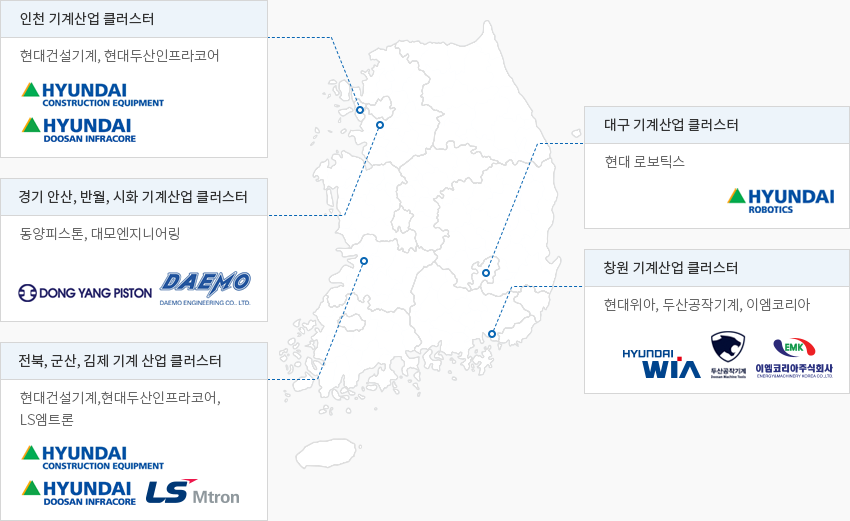 인천 기계산업 클러스터
현대건설기계, 현대두산인프라코어
HYUNDAI
CONSTRUCTION EQUIPMENT
HYUNDAI
DOOSAN INFRACORE
경기 안산, 반월, 시화 기계산업 클러스터
동양피스톤, 대모엔지니어링
DONG YANG PISTON
DAEMO
DAEMO ENGINEERING CO., LTD.
전북, 군산, 김제 기계 산업 클러스터
현대건설기계,현대두산인프라코어,
LS엠트론
HYUNDAI
CONSTRUCTION EQUIPMENT
HYUNDAI
DOOSAN INFRACORE
LS Mtron
대구 기계산업 클러스터
현대 로보틱스
HYUNDAI
ROBOTICS
창원 기계산업 클러스터
현대위아, 두산공작기계, 이엠코리아
HYUNDAI
WIA
두산공작기계
Doosan Machine Tools
EMK
이엠코리아주식회사
ENERGY&MACHINERY KOREA CO.,LTD.